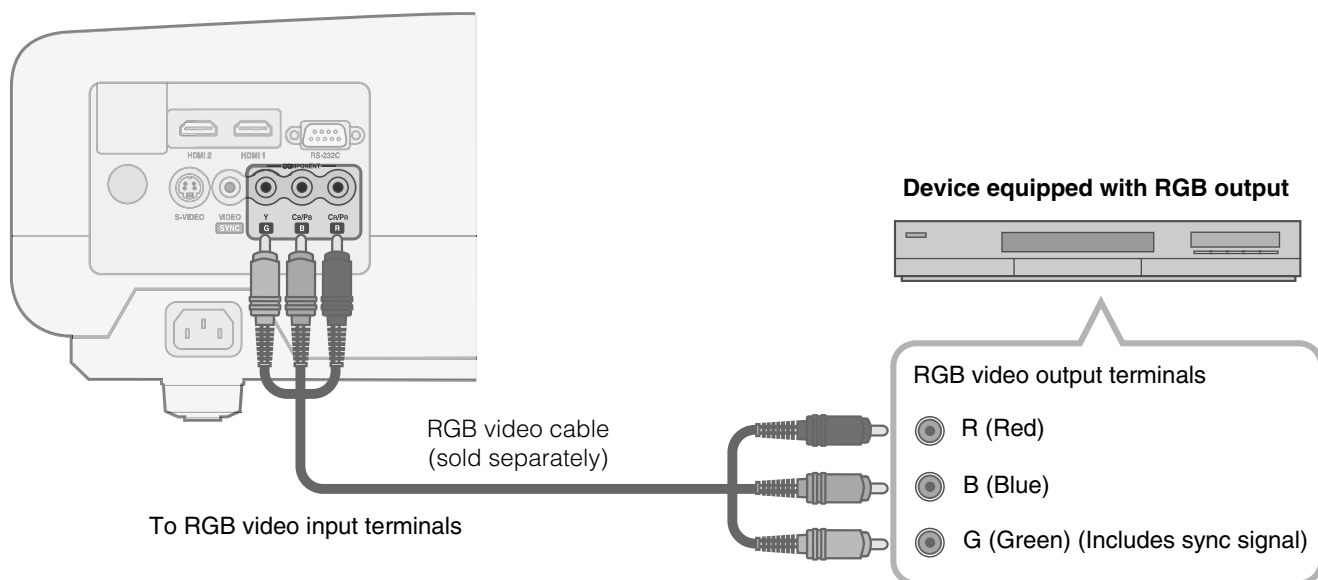 HDMI 2
HDMI 1
RS-232C
COMPONENT
S-VIDEO
VIDEO
SYNC
Y
G
CB/PB
B
CR/PR
R
Device equipped with RGB output
RGB video output terminals
R (Red)
B (Blue)
G (Green) (Includes sync signal)
RGB video cable
(sold separately)
To RGB video input terminals